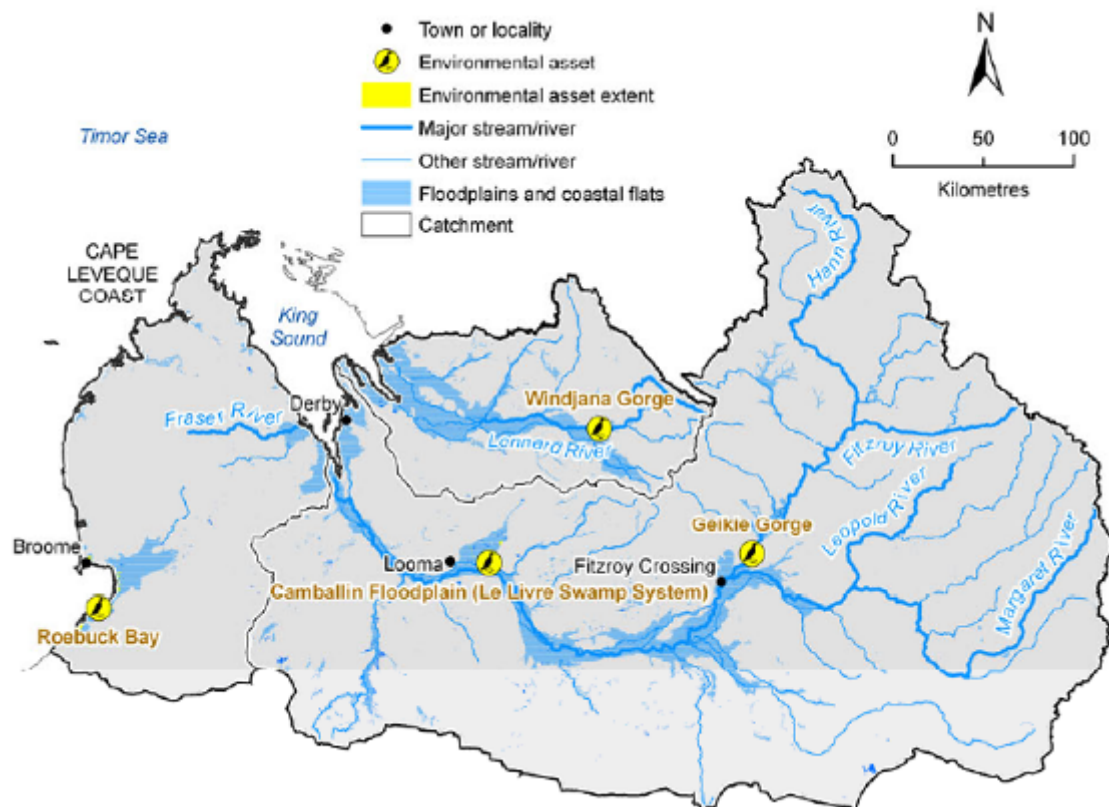 Town or locality
Environmental asset
Environmental asset extent
Major stream/river
Other stream/river
Floodplains and coastal flats
Catchment
N
0 50 100
Kilometres
Timor Sea
CAPE
LEVEQUE
COAST
King
Sound
Hann River
Derby
Windjana Gorge
Fraser River
Lennard River
Fitzroy River
Leopold River
Geikie Gorge
Margaret River
Broome
Looma
Fitzroy Crossing
Camballin Floodplain (Le Livre Swamp System)
Roebuck Bay